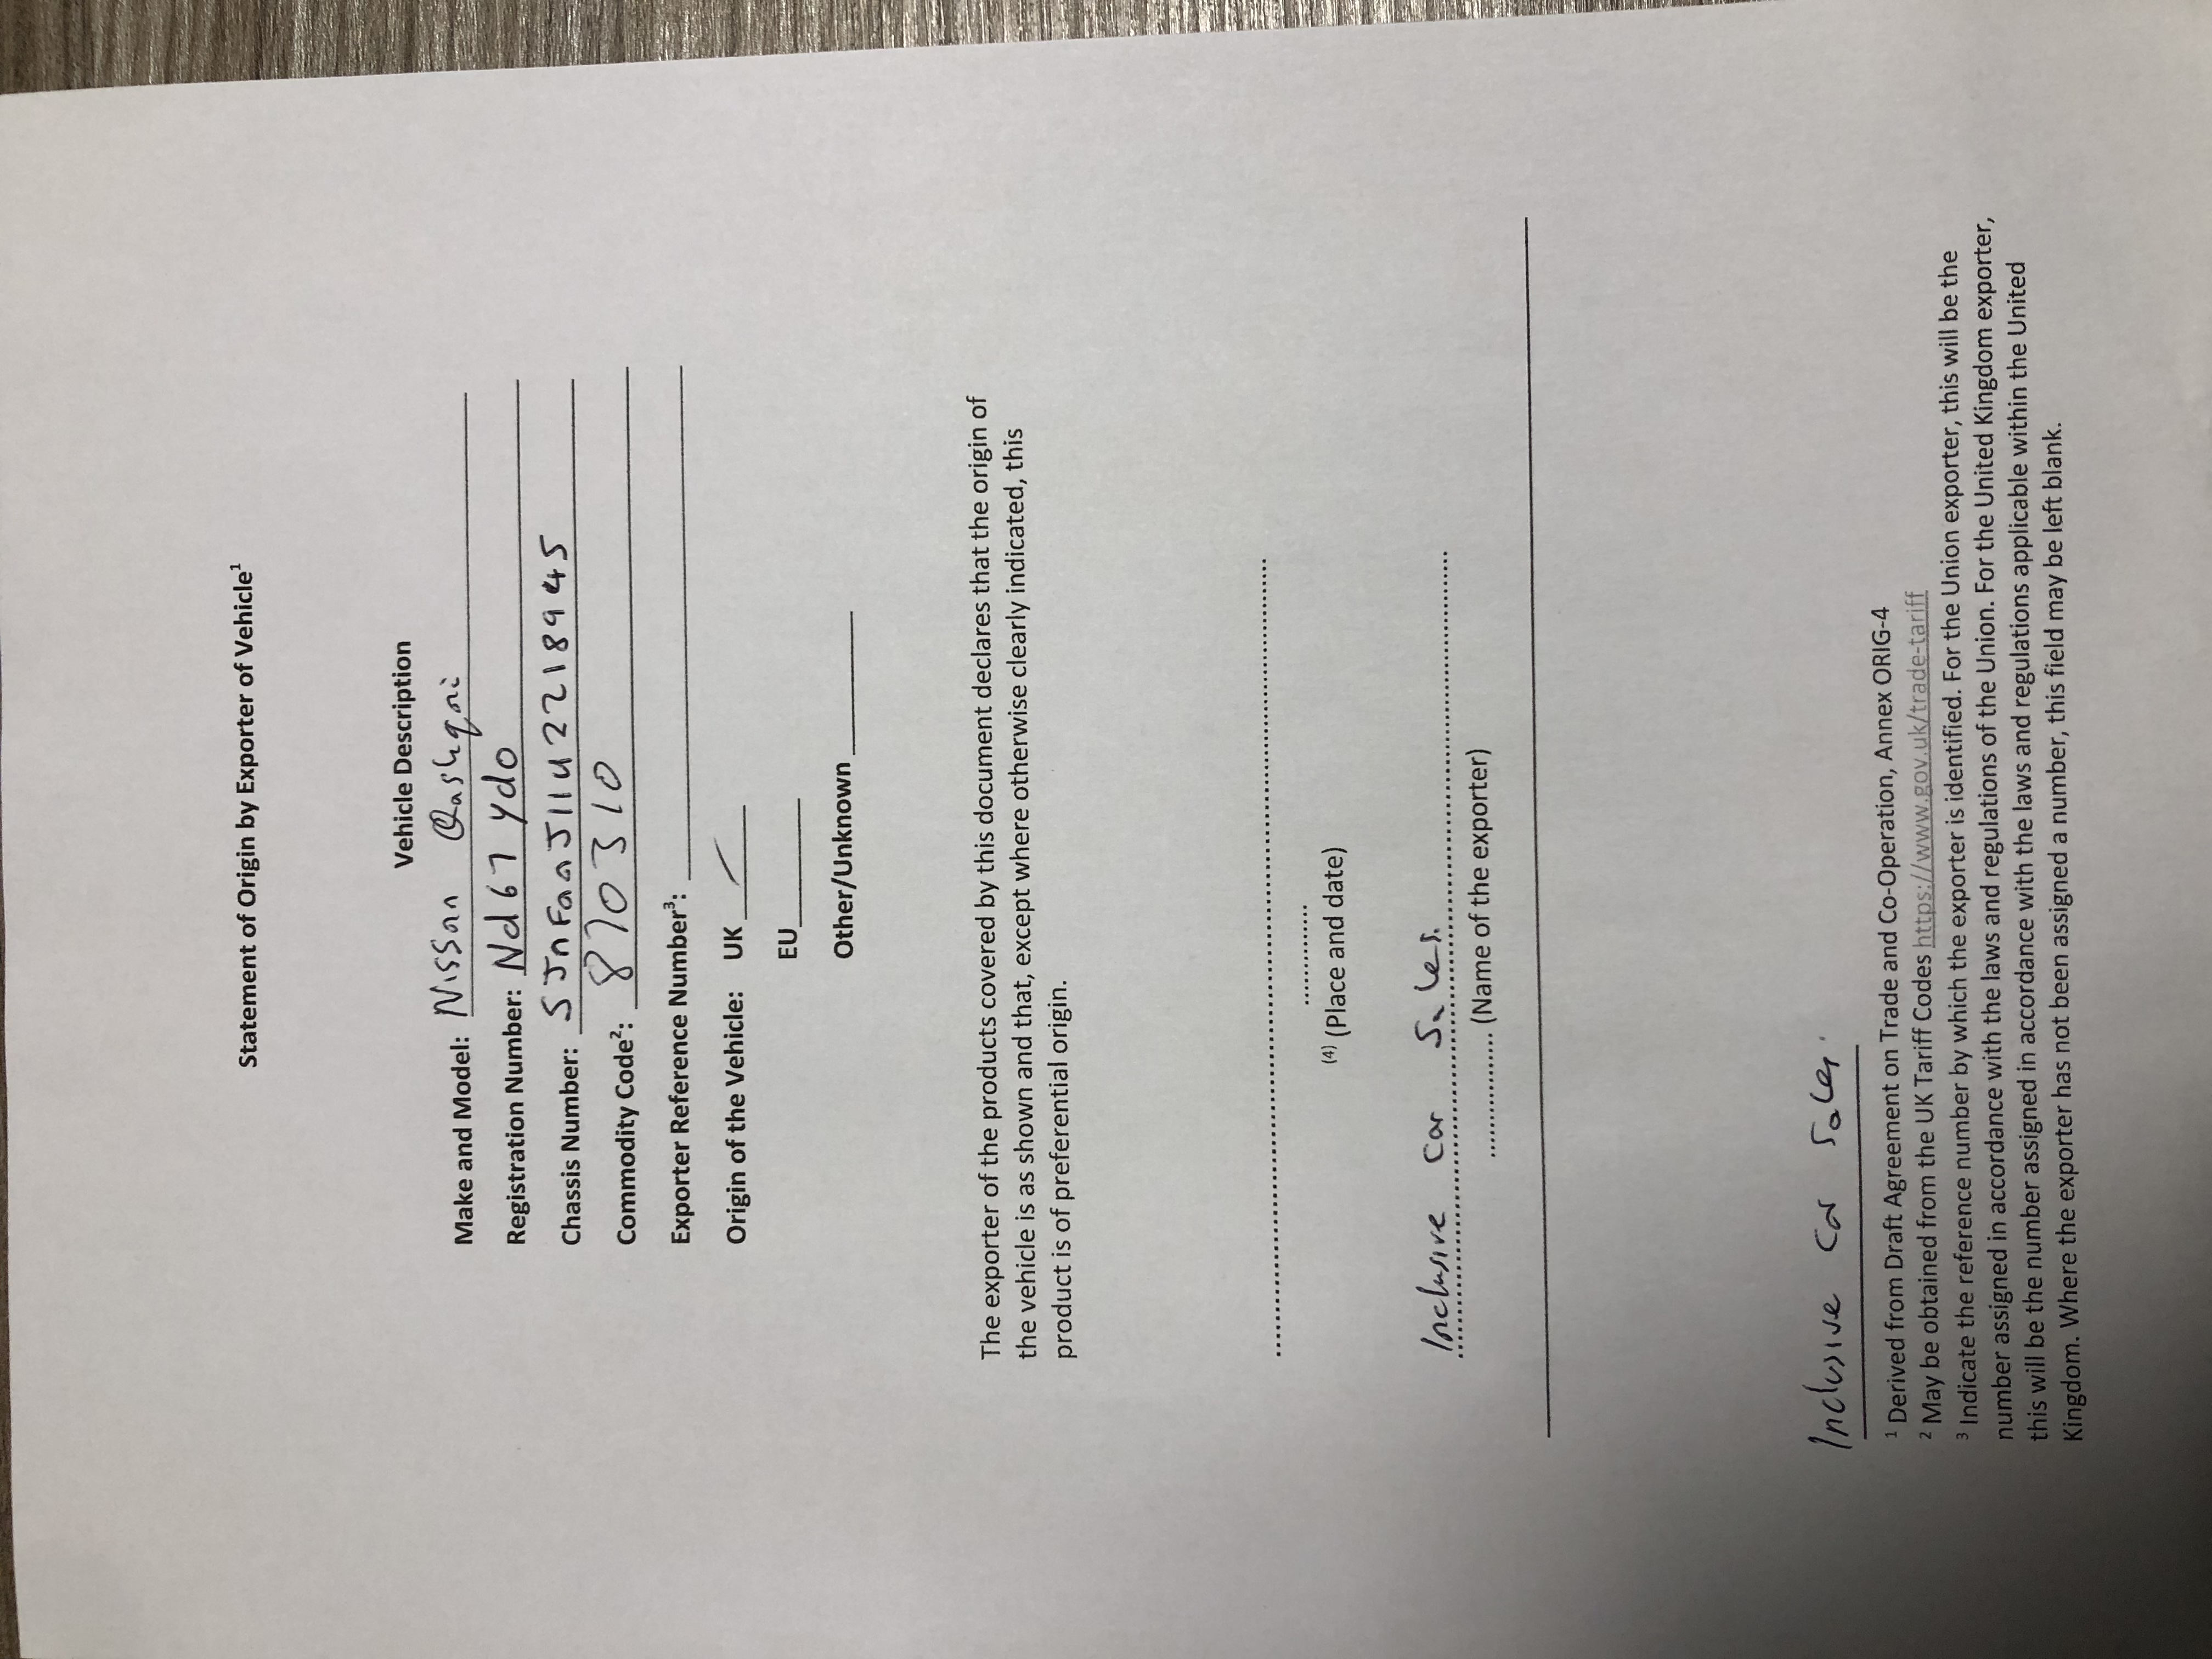 Statement of Origin by Exporter of Vehicle¹
Vehicle Description
Make and Model: Nissan Qashqai
Registration Number: Nd67 ydo
Chassis Number: SJnFaaJ11U2218945
Commodity Code²: 870310
Exporter Reference Number³:
Origin of the Vehicle: UK
EU
Other/Unknown
The exporter of the products covered by this document declares that the origin of
the vehicle is as shown and that, except where otherwise clearly indicated, this
product is of preferential origin.
(4) (Place and date)
Inclusive car Sales.
(Name of the exporter)
Inclusive car sales.
¹ Derived from Draft Agreement on Trade and Co-Operation, Annex ORIG-4
² May be obtained from the UK Tariff Codes https://www.gov.uk/trade-tariff
³ Indicate the reference number by which the exporter is identified. For the Union exporter, this will be the
number assigned in accordance with the laws and regulations of the Union. For the United Kingdom exporter,
this will be the number assigned in accordance with the laws and regulations applicable within the United
Kingdom. Where the exporter has not been assigned a number, this field may be left blank.